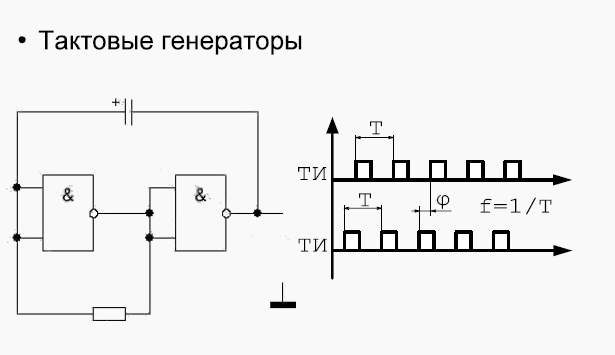 • Тактовые генераторы
+
& &
T
ТИ
T φ f=1/T
ТИ